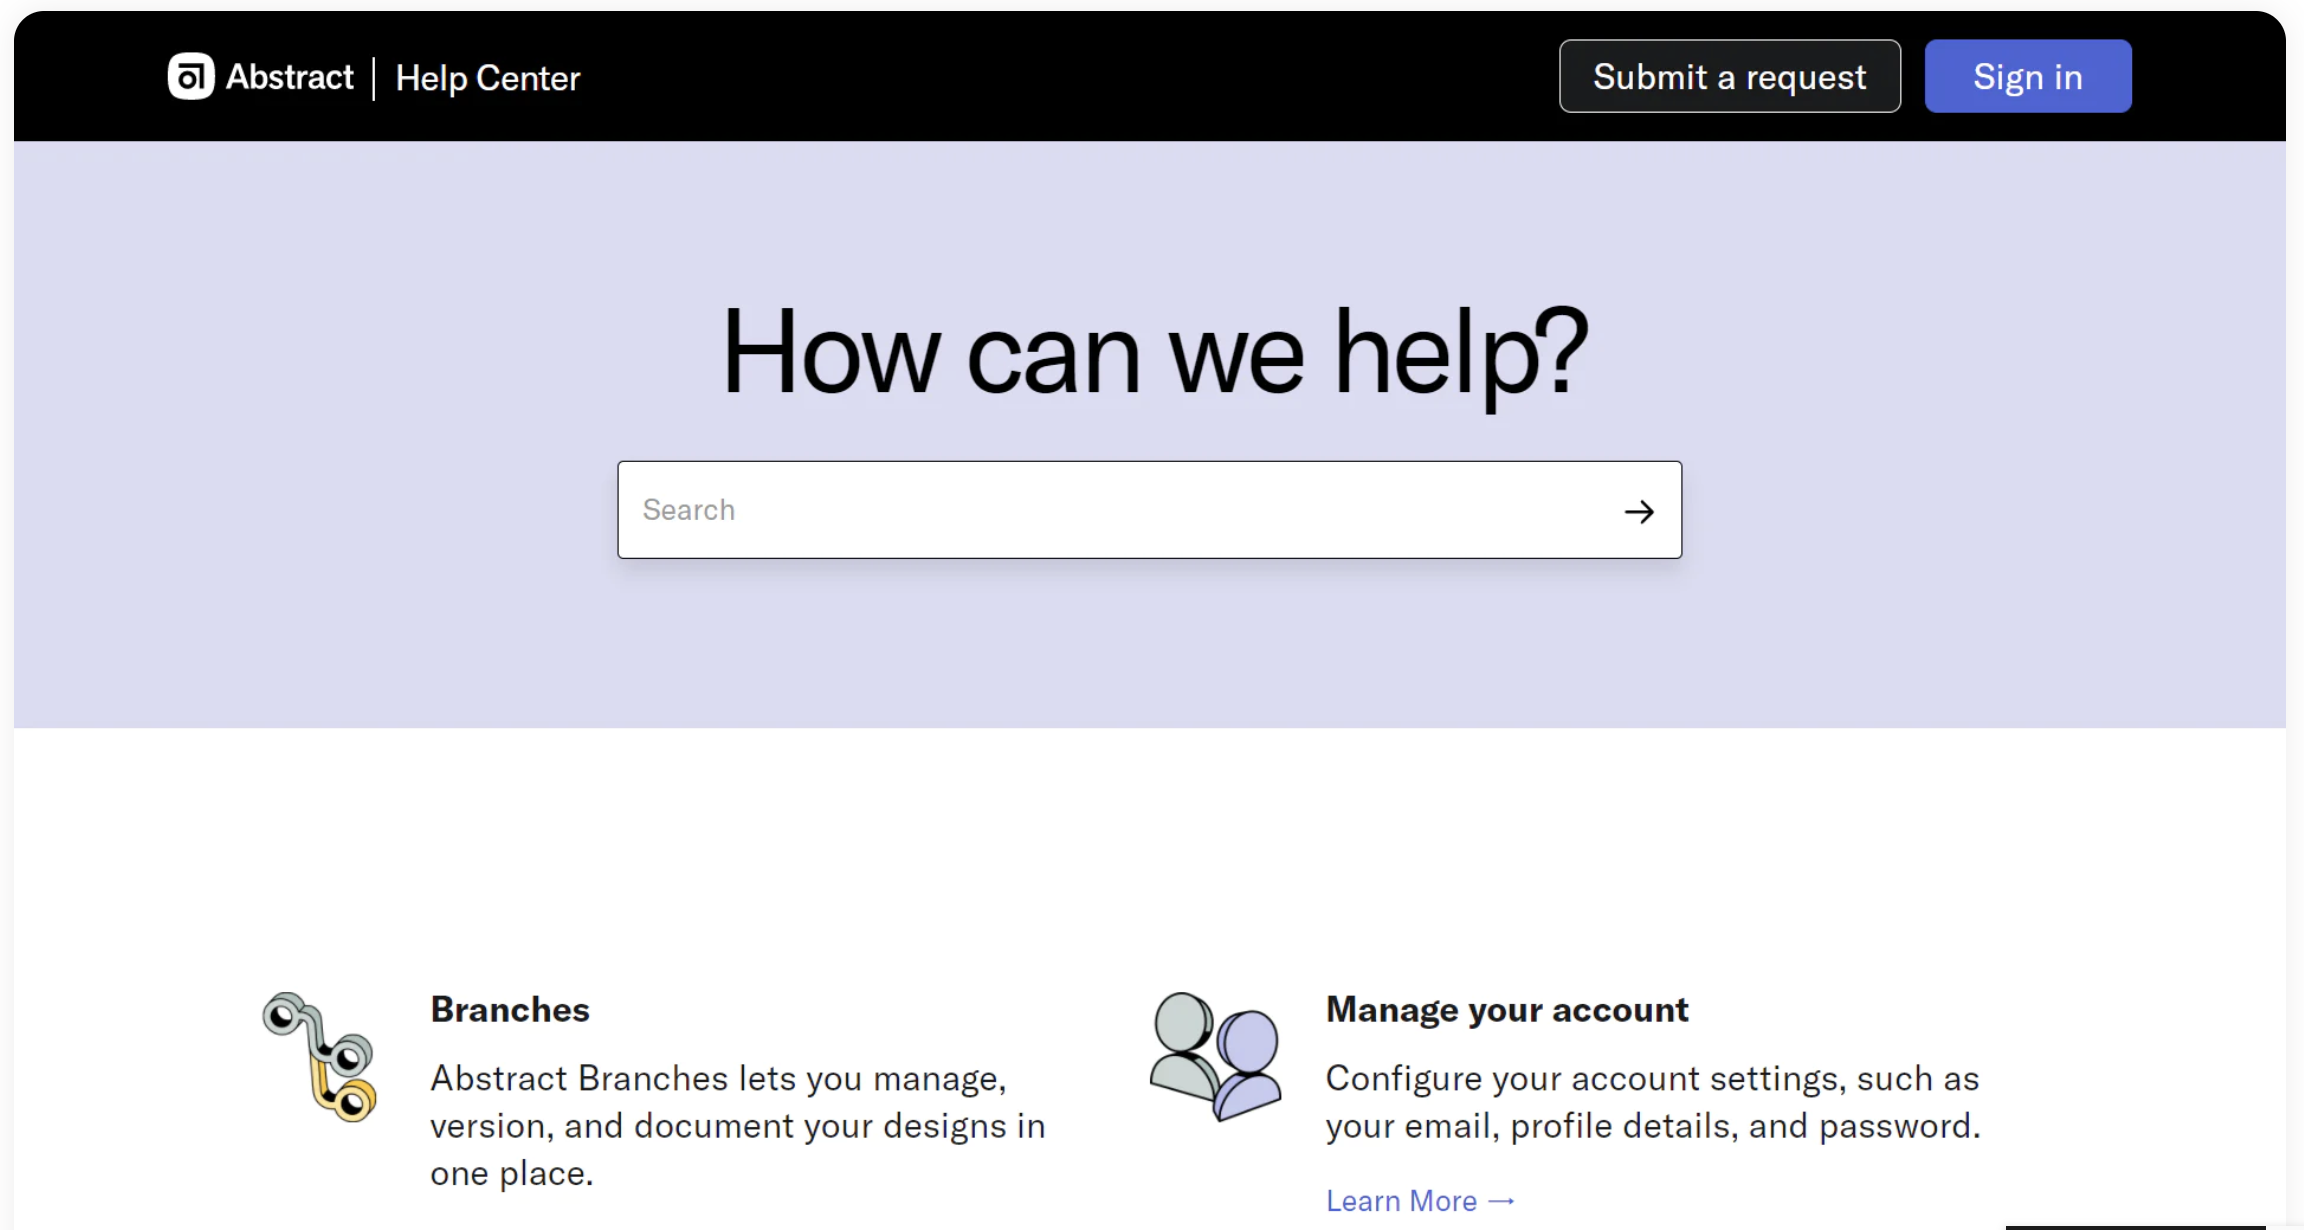 Abstract | Help Center
Submit a request
Sign in
How can we help?
Search
Branches
Abstract Branches lets you manage,
version, and document your designs in
one place.
Manage your account
Configure your account settings, such as
your email, profile details, and password.
Learn More →